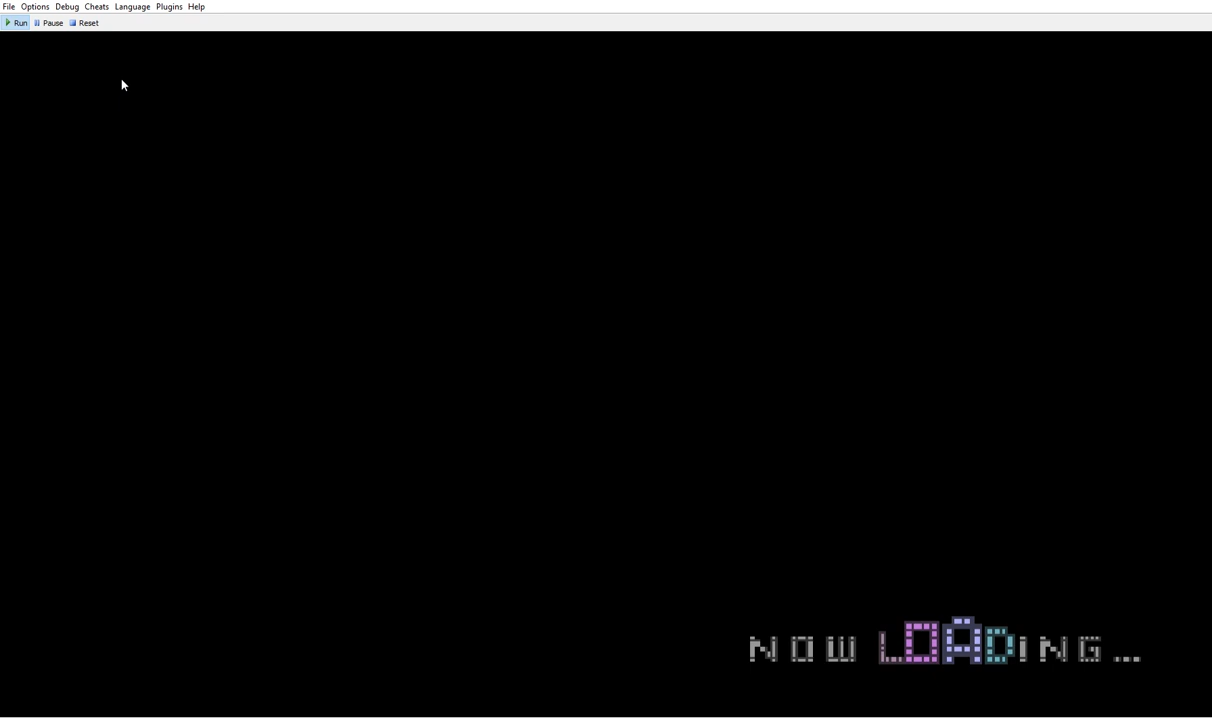 File Options Debug Cheats Language Plugins Help
Run Pause Reset
NOW LOADING...